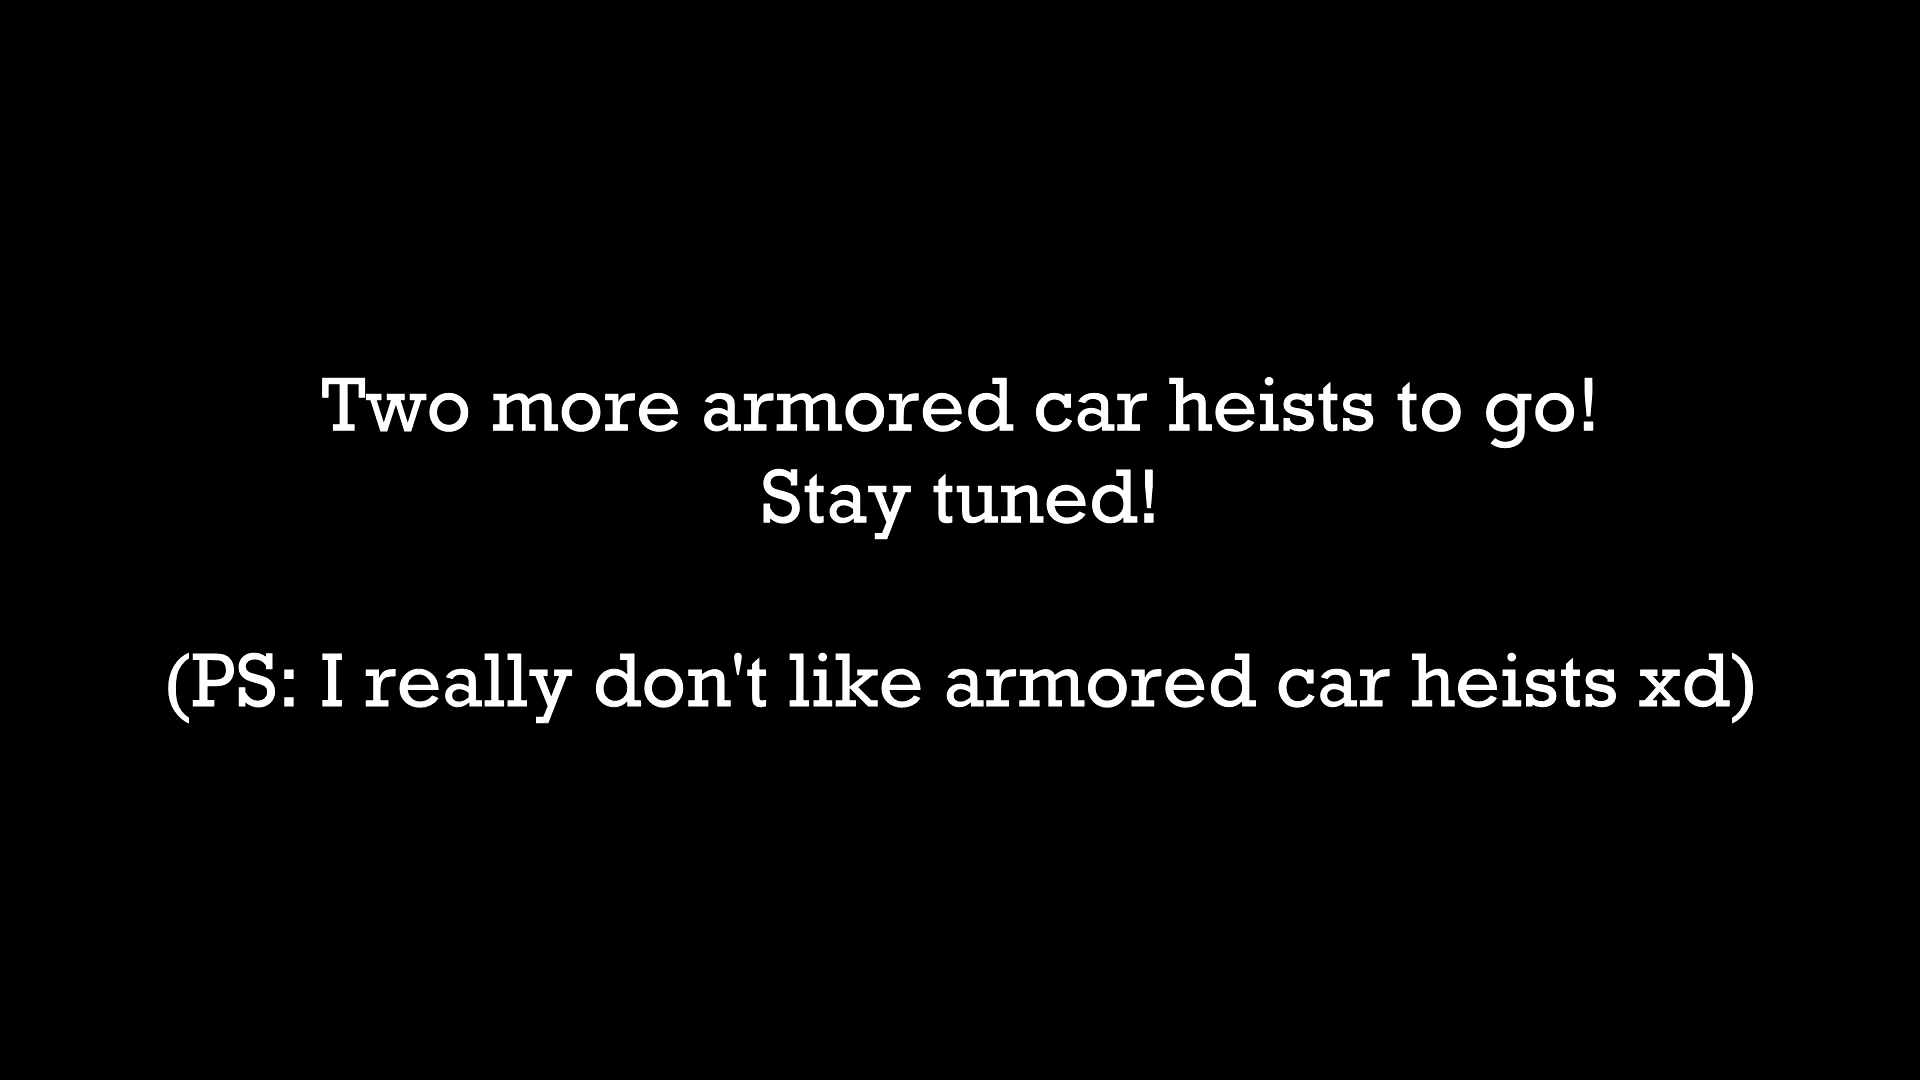 Two more armored car heists to go!
Stay tuned!
(PS: I really don't like armored car heists xd)